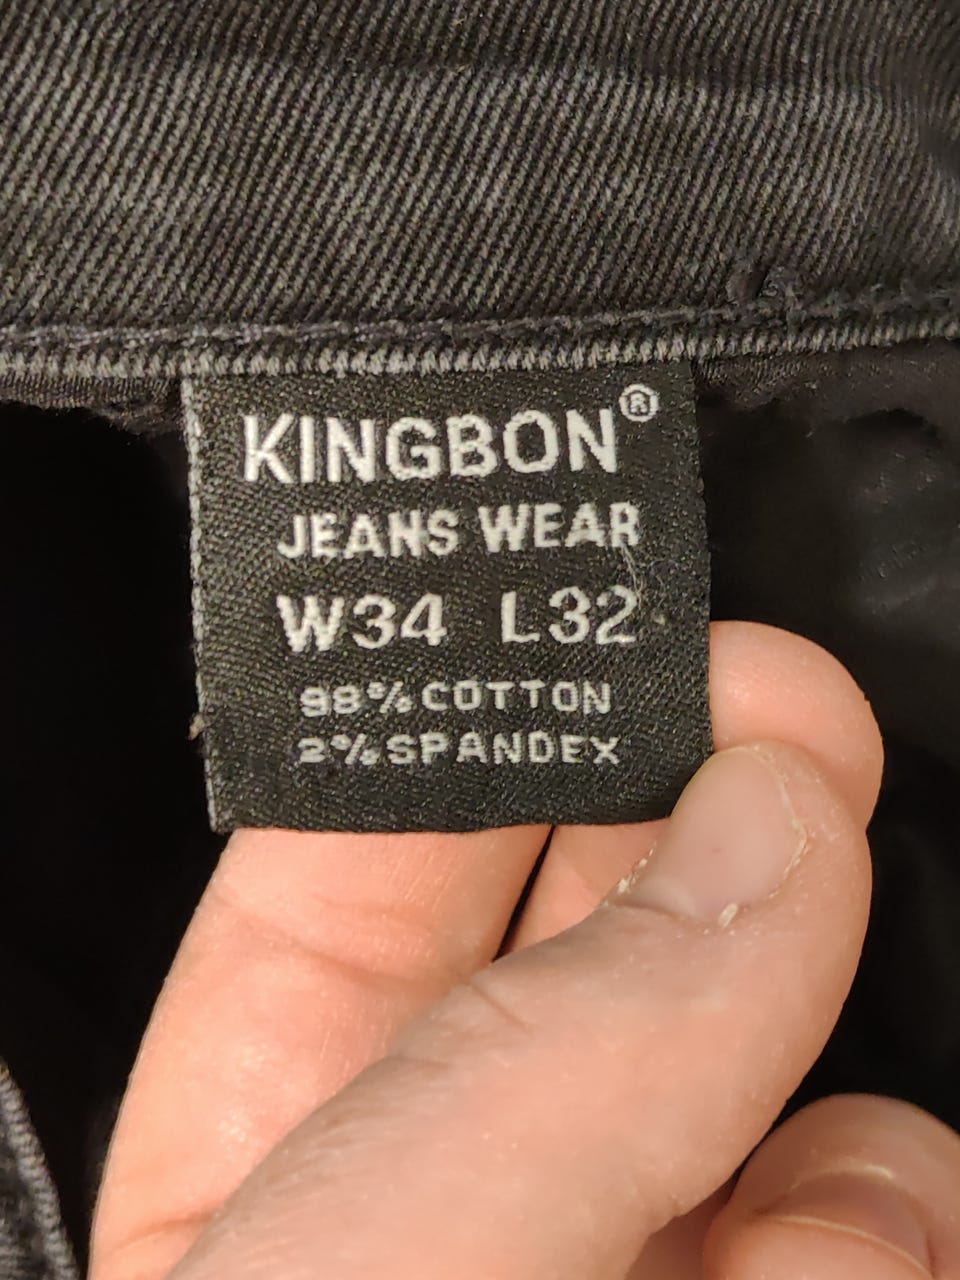 KINGBON®
JEANS WEAR
W34 L32
98%COTTON
2%SPANDEX